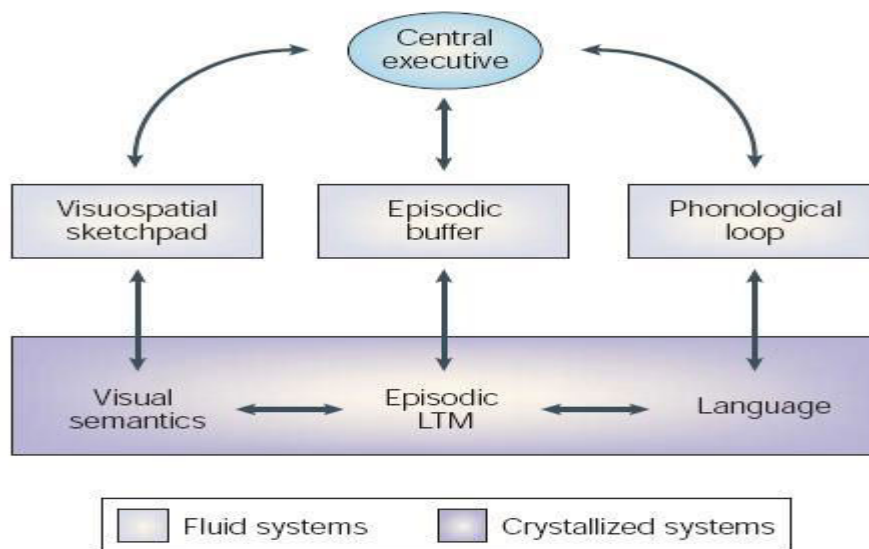 Central
executive
Visuospatial
sketchpad
Episodic
buffer
Phonological
loop
Visual
semantics
Episodic
LTM
Language
Fluid systems
Crystallized systems